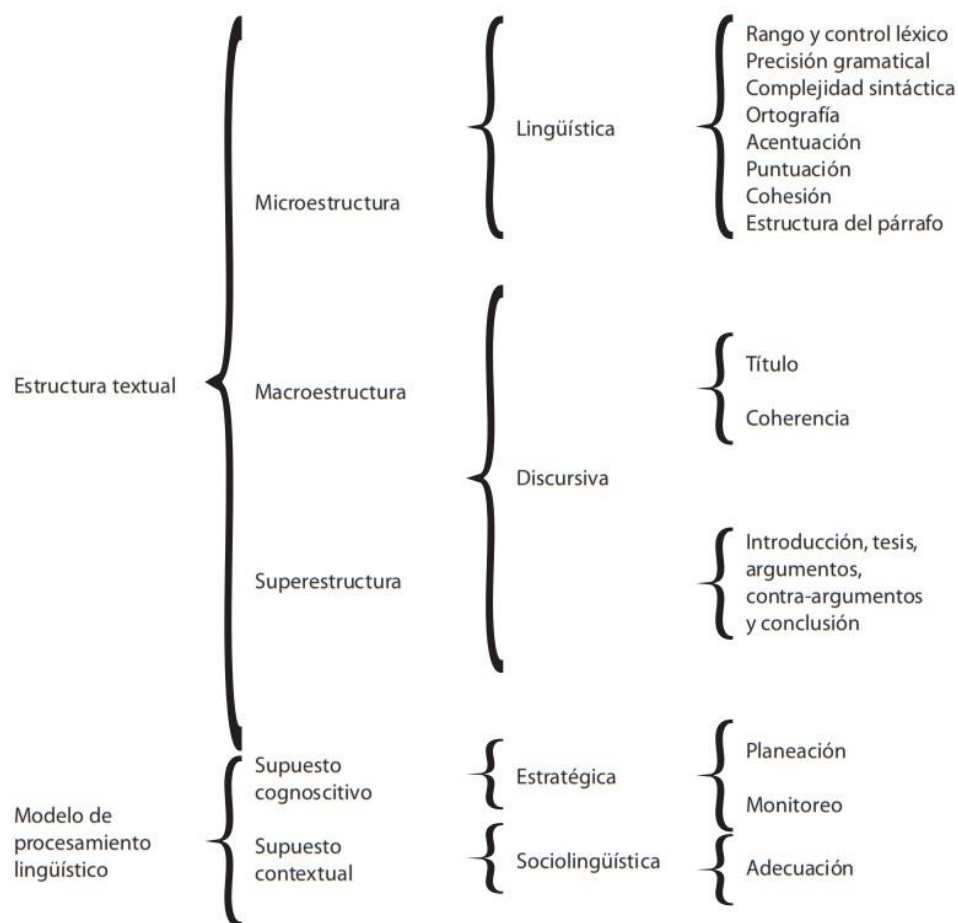 Estructura textual
Microestructura
Lingüística
Rango y control léxico
Precisión gramatical
Complejidad sintáctica
Ortografía
Acentuación
Puntuación
Cohesión
Estructura del párrafo
Macroestructura
Discursiva
Título
Coherencia
Superestructura
Introducción, tesis,
argumentos,
contra-argumentos
y conclusión
Modelo de
procesamiento
lingüístico
Supuesto
cognoscitivo
Estratégica
Planeación
Monitoreo
Supuesto
contextual
Sociolingüística
Adecuación